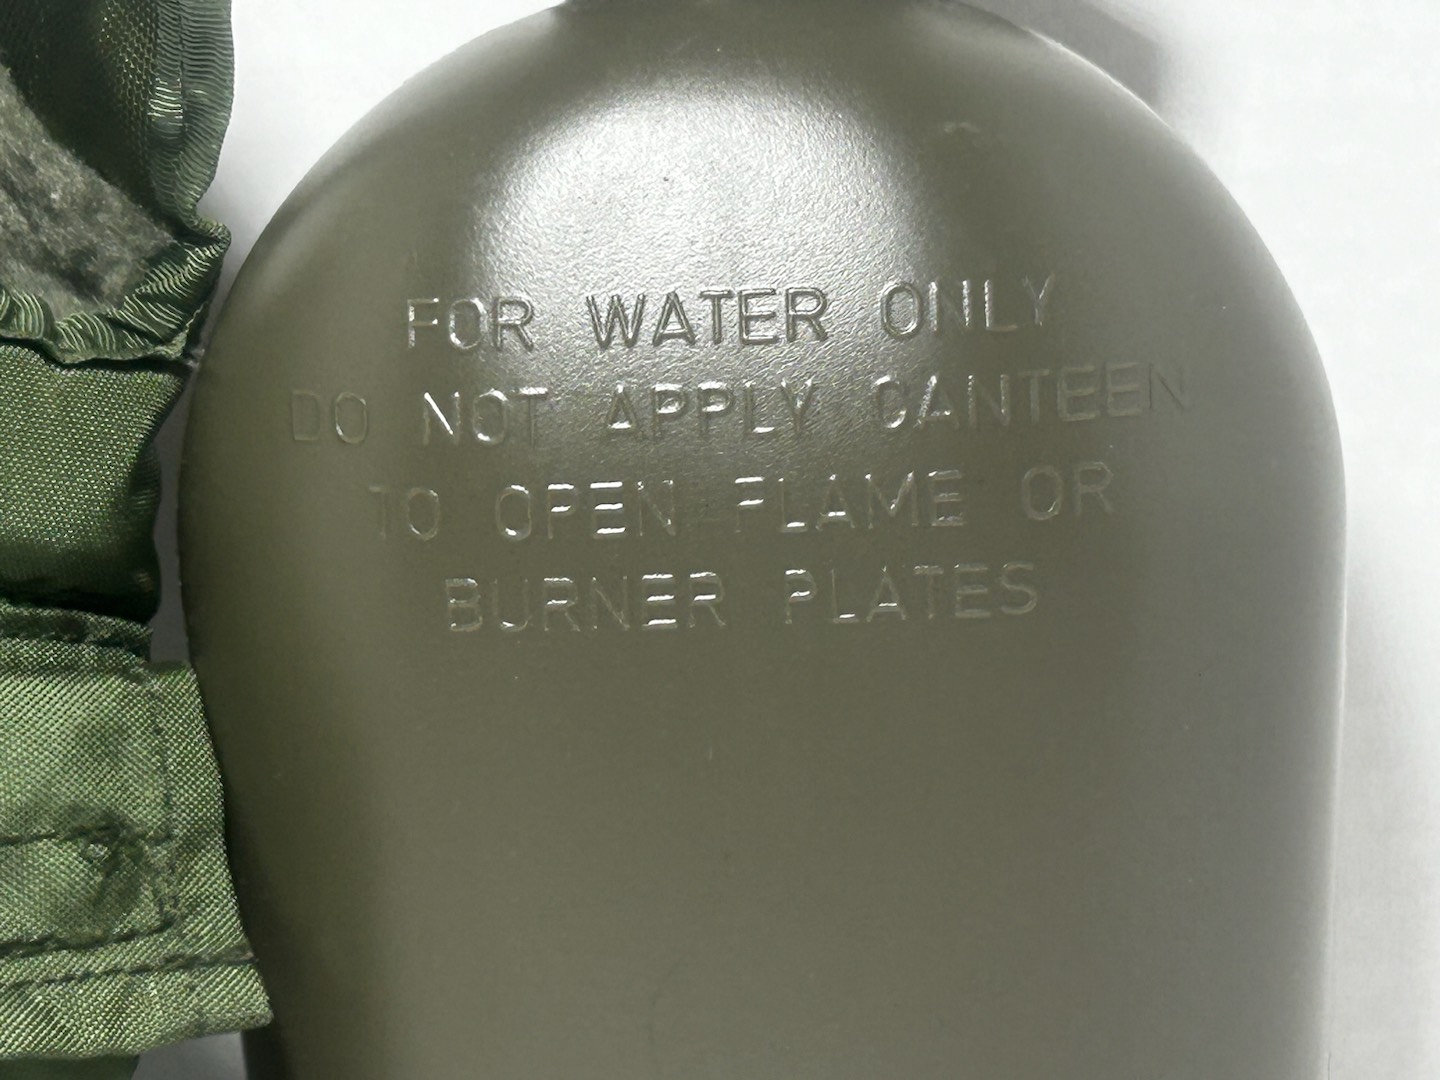 FOR WATER ONLY
DO NOT APPLY CANTEEN
TO OPEN FLAME OR
BURNER PLATES